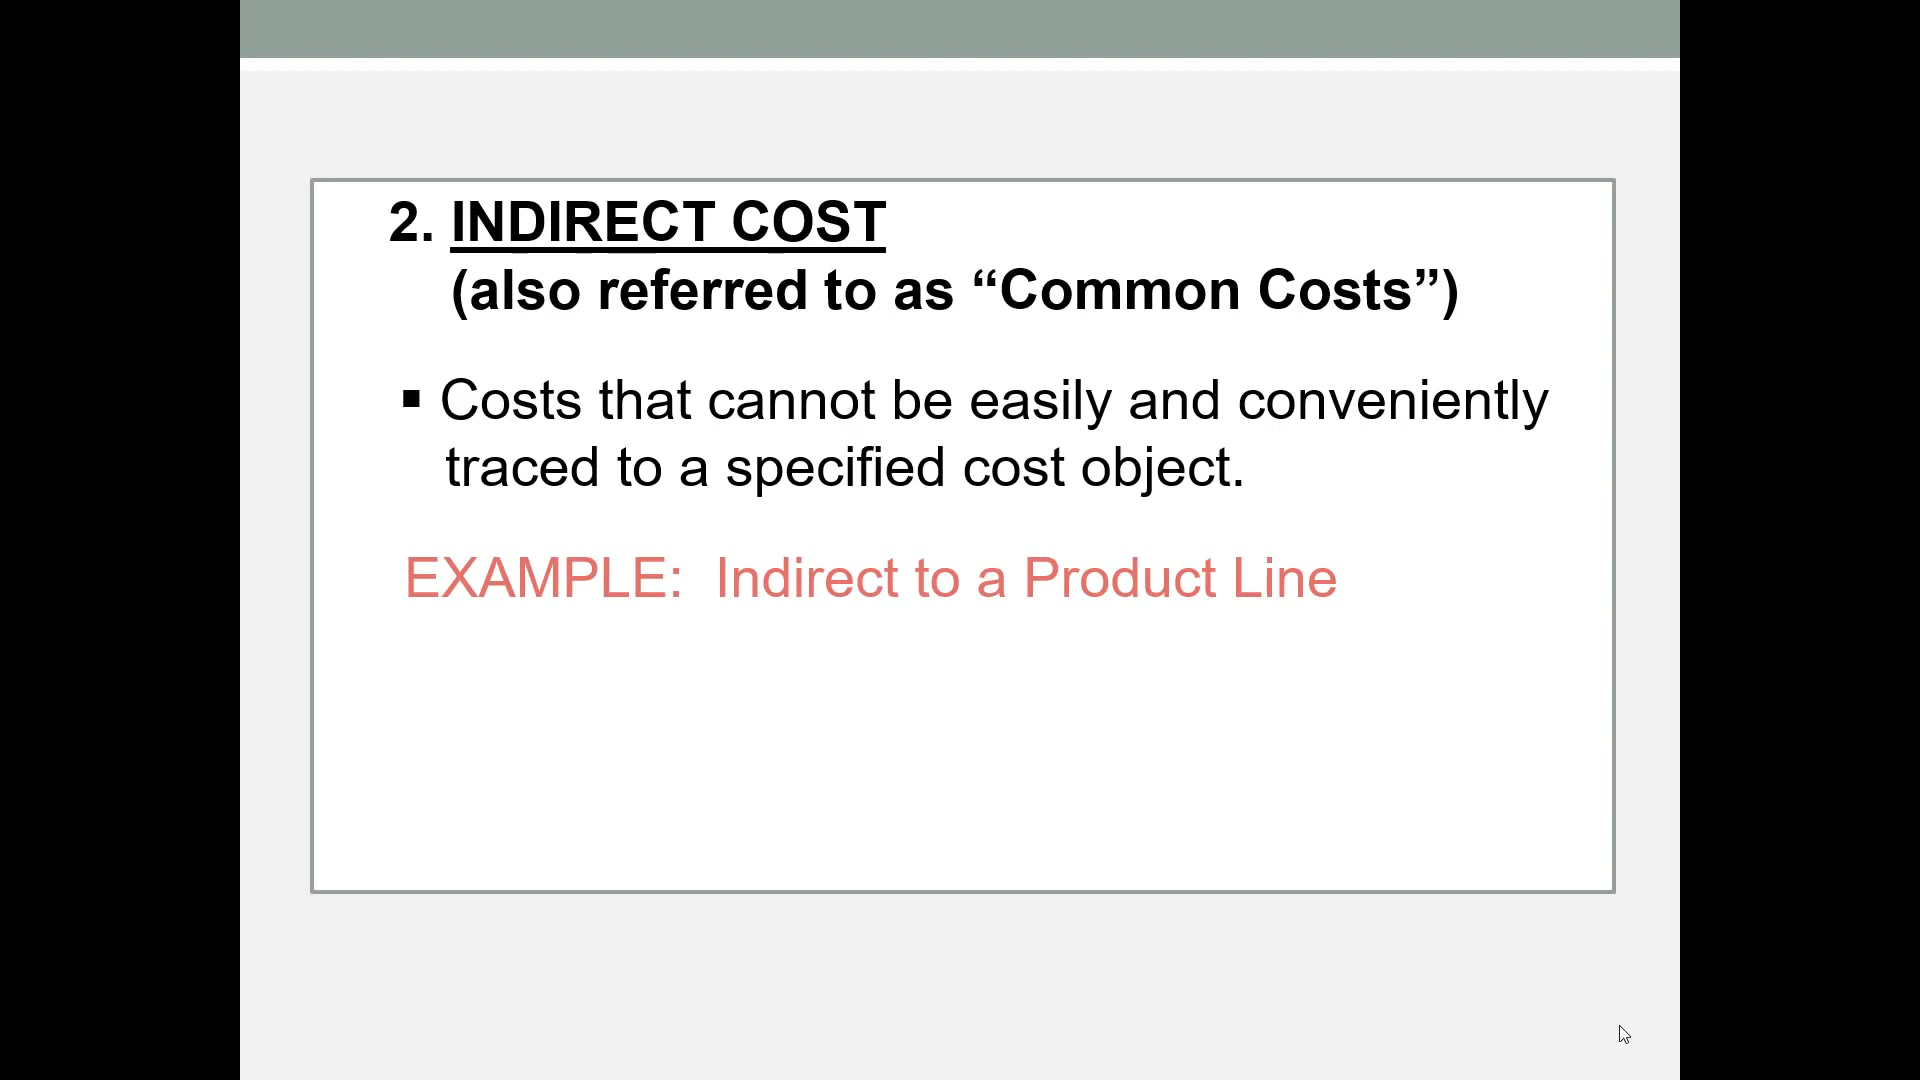 2. INDIRECT COST
(also referred to as “Common Costs”)
▪ Costs that cannot be easily and conveniently
traced to a specified cost object.
EXAMPLE:  Indirect to a Product Line